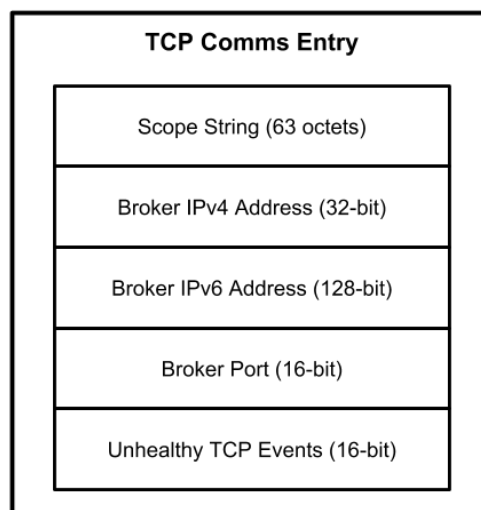 TCP Comms Entry
Scope String (63 octets)
Broker IPv4 Address (32-bit)
Broker IPv6 Address (128-bit)
Broker Port (16-bit)
Unhealthy TCP Events (16-bit)